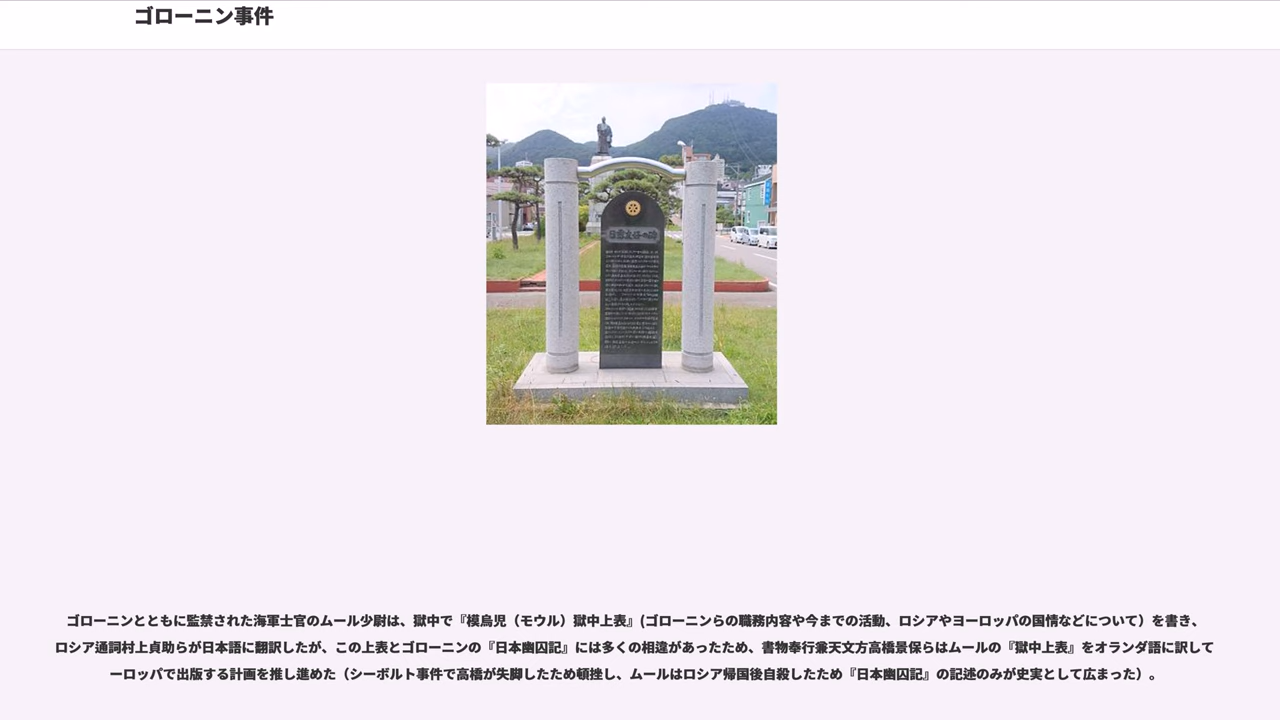 ゴローニン事件
日露友好の碑
ゴローニンとともに監禁された海軍士官のムール少尉は、獄中で『模烏児（モウル）獄中上表』(ゴローニンらの職務内容や今までの活動、ロシアやヨーロッパの国情などについて）を書き、
ロシア通詞村上貞助らが日本語に翻訳したが、この上表とゴローニンの『日本幽囚記』には多くの相違があったため、書物奉行兼天文方高橋景保らはムールの『獄中上表』をオランダ語に訳して
ーロッパで出版する計画を推し進めた（シーボルト事件で高橋が失脚したため頓挫し、ムールはロシア帰国後自殺したため『日本幽囚記』の記述のみが史実として広まった）。